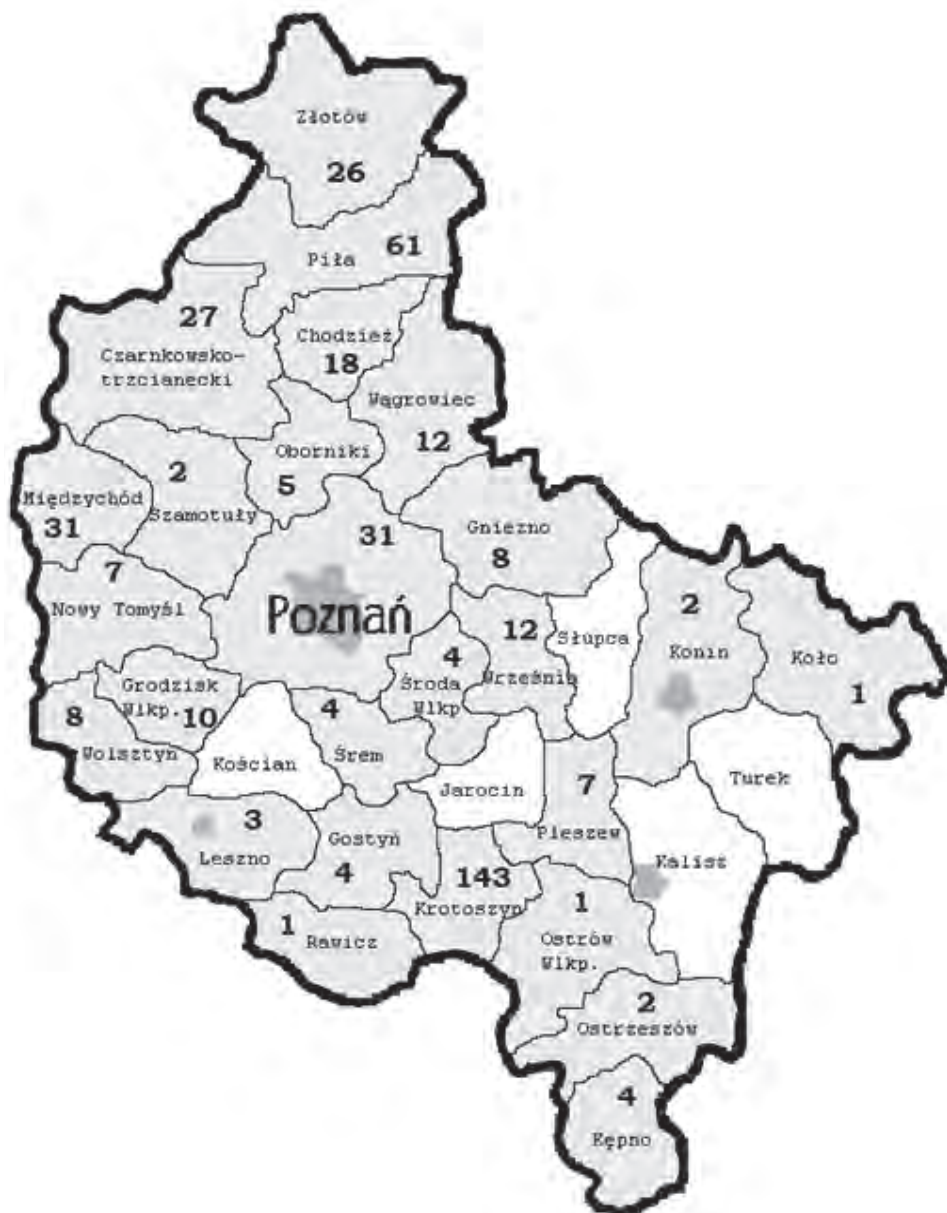 Złotów
26
61
Piła
27
Czarnkowsko-
trzcianecki
Chodzież
18
Wągrowiec
12
Oborniki
5
2
Szamotuły
Międzychód
31
7
Nowy Tomyśl
31
Poznań
Gniezno
8
12
Września
Słupca
2
Konin
Koło
1
4
Środa
Wlkp
Grodzisk
Wlkp.
10
8
Wolsztyn
Kościan
4
Śrem
Jarocin
7
Pleszew
Turek
Kalisz
3
Leszno
Gostyń
4
143
Krotoszyn
1
Rawicz
1
Ostrów
Wlkp.
2
Ostrzeszów
4
Kępno